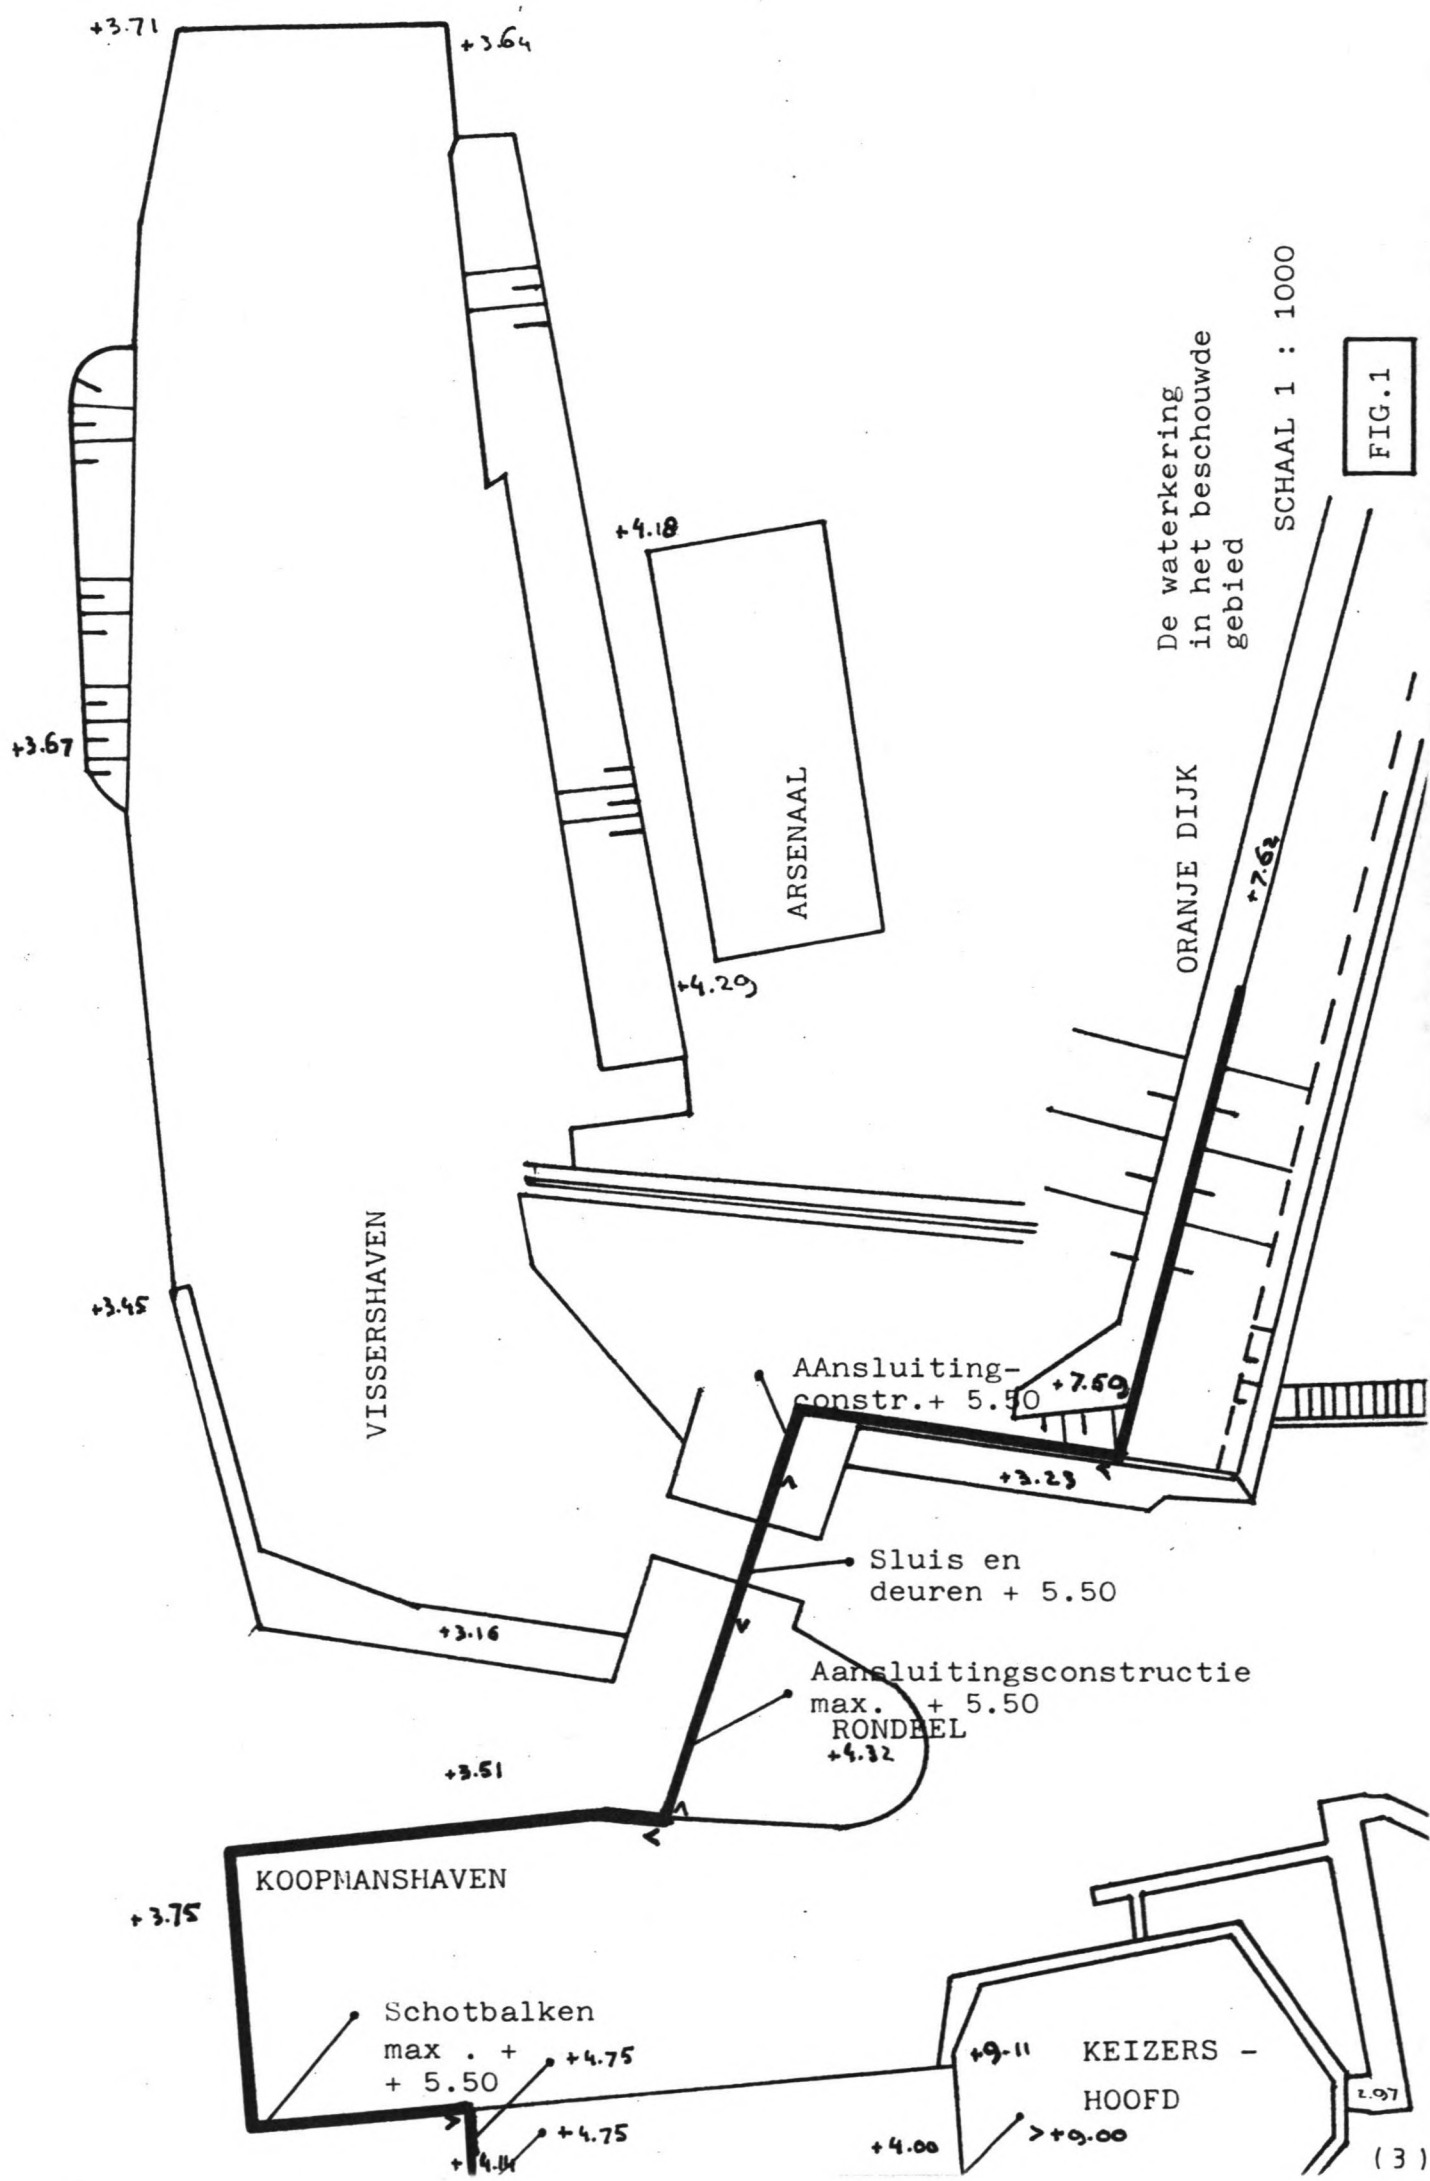 +3.71
+3.64
De waterkering
in het beschouwde
gebied
SCHAAL 1 : 1000
FIG.1
+4.18
+3.67
ARSENAAL
ORANJE DIJK
+7.62
+4.29
VISSERSHAVEN
+3.45
AAnsluiting-
constr.+ 5.50
+7.59
+3.23
Sluis en
deuren + 5.50
+3.16
Aansluitingsconstructie
max. + 5.50
RONDEEL
+4.32
+3.51
KOOPMANSHAVEN
+3.75
Schotbalken
max . +
+ 5.50
+4.75
+9.11
KEIZERS -
HOOFD
2.97
+4.75
+4.14
+4.00
>+9.00
(3)